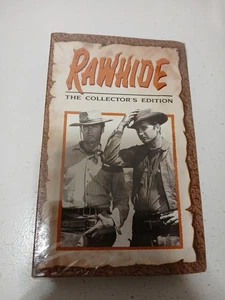 RAWHIDE
THE COLLECTOR'S EDITION